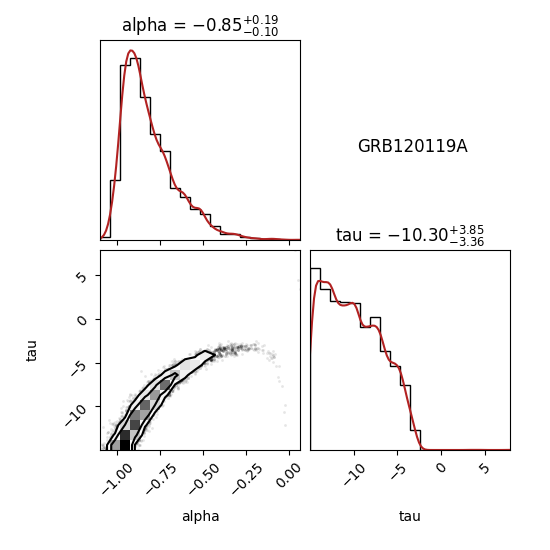 alpha = −0.85+0.19 −0.10
GRB120119A
tau = −10.30+3.85 −3.36
5
0
−5
−10
tau
−1.00 −0.75 −0.50 −0.25 0.00
−10 −5 0 5
alpha
tau